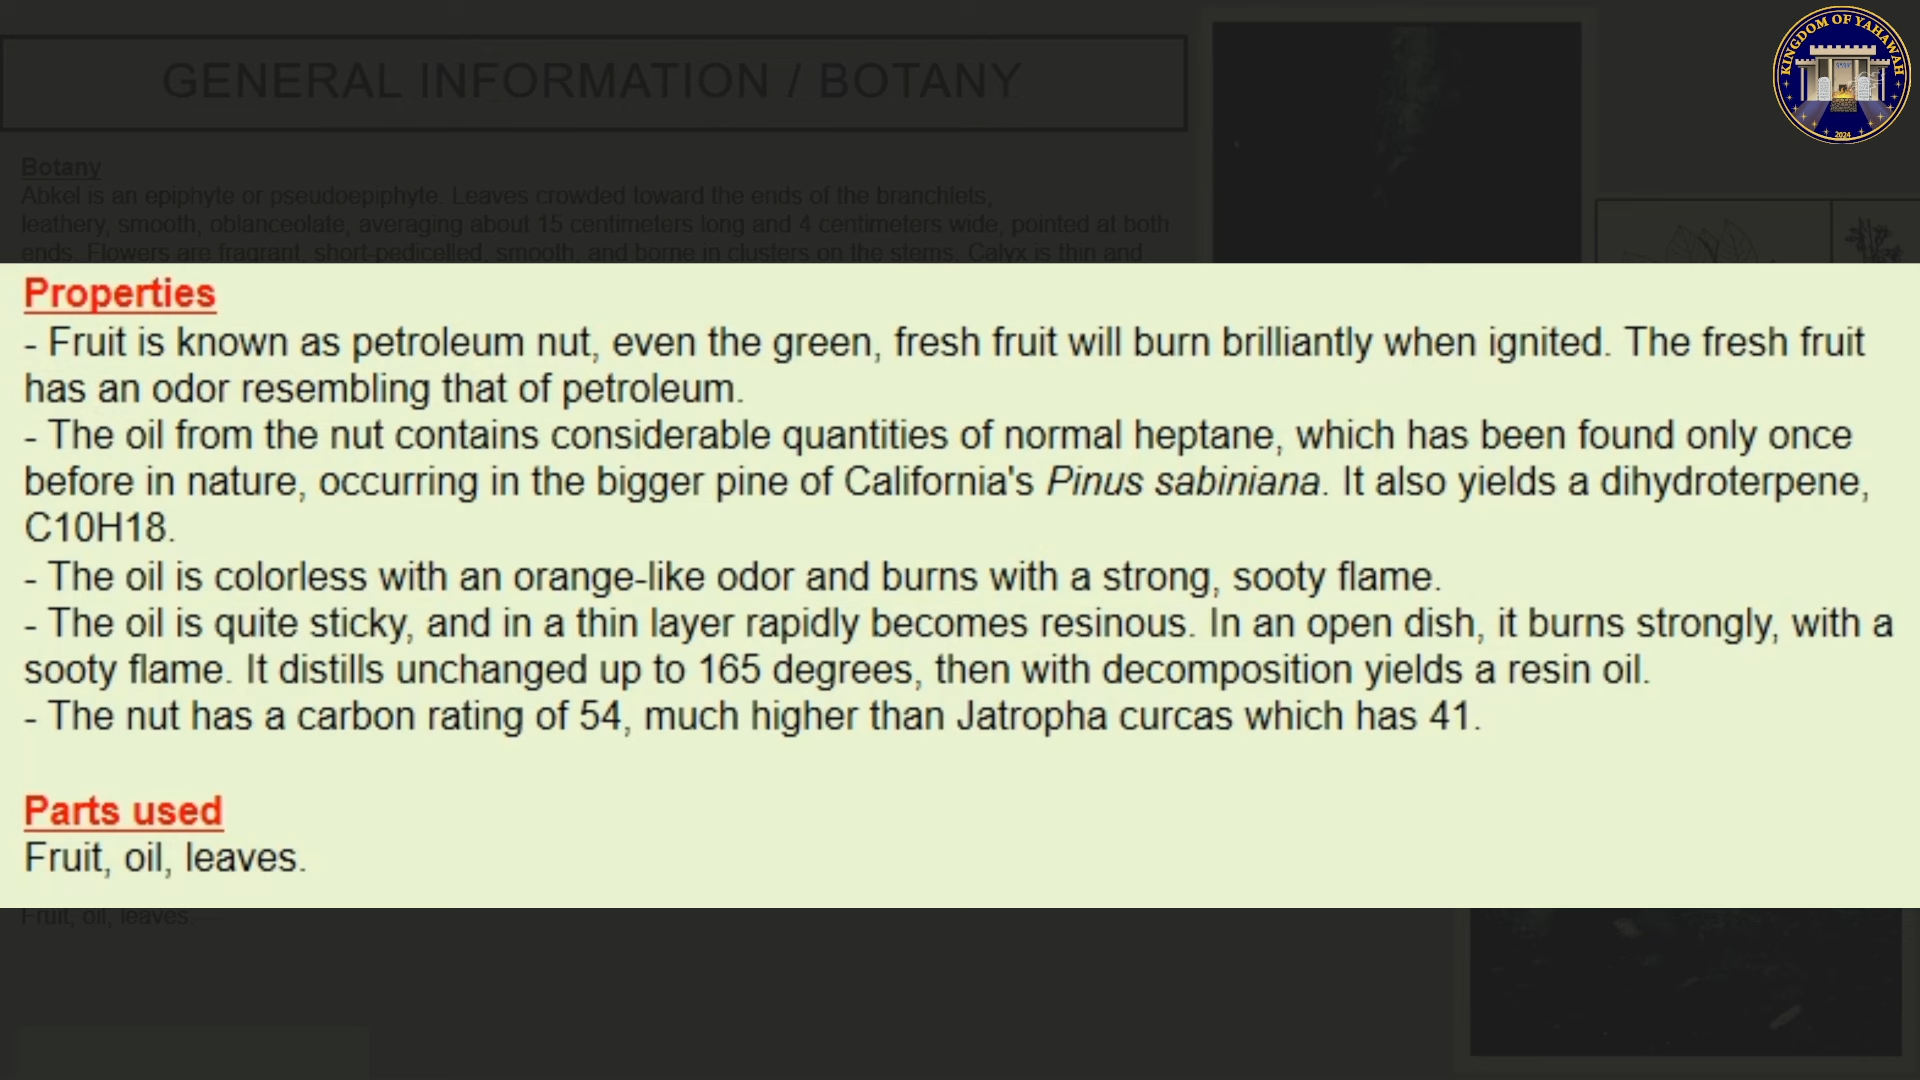 KINGDOM OF YAHAWAH
2024
GENERAL INFORMATION / BOTANY
Botany
Abkel is an epiphyte or pseudoepiphyte. Leaves crowded toward the ends of the branchlets,
leathery, smooth, oblanceolate, averaging about 15 centimeters long and 4 centimeters wide, pointed at both
ends. Flowers are fragrant, short-pedicelled, smooth, and borne in clusters on the stems. Calyx is thin and
Properties
- Fruit is known as petroleum nut, even the green, fresh fruit will burn brilliantly when ignited. The fresh fruit
has an odor resembling that of petroleum.
- The oil from the nut contains considerable quantities of normal heptane, which has been found only once
before in nature, occurring in the bigger pine of California's Pinus sabiniana. It also yields a dihydroterpene,
C10H18.
- The oil is colorless with an orange-like odor and burns with a strong, sooty flame.
- The oil is quite sticky, and in a thin layer rapidly becomes resinous. In an open dish, it burns strongly, with a
sooty flame. It distills unchanged up to 165 degrees, then with decomposition yields a resin oil.
- The nut has a carbon rating of 54, much higher than Jatropha curcas which has 41.
Parts used
Fruit, oil, leaves.
Fruit, oil, leaves.